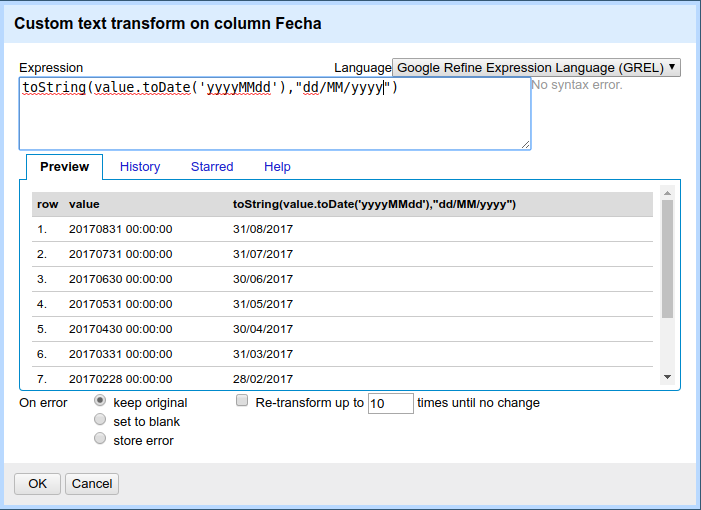 Custom text transform on column Fecha
Expression Language Google Refine Expression Language (GREL) ▼
toString(value.toDate('yyyyMMdd'),"dd/MM/yyyy") No syntax error.
Preview History Starred Help
row value toString(value.toDate('yyyyMMdd'),"dd/MM/yyyy")
1. 20170831 00:00:00 31/08/2017
2. 20170731 00:00:00 31/07/2017
3. 20170630 00:00:00 30/06/2017
4. 20170531 00:00:00 31/05/2017
5. 20170430 00:00:00 30/04/2017
6. 20170331 00:00:00 31/03/2017
7. 20170228 00:00:00 28/02/2017
On error keep original Re-transform up to 10 times until no change
set to blank
store error
OK Cancel